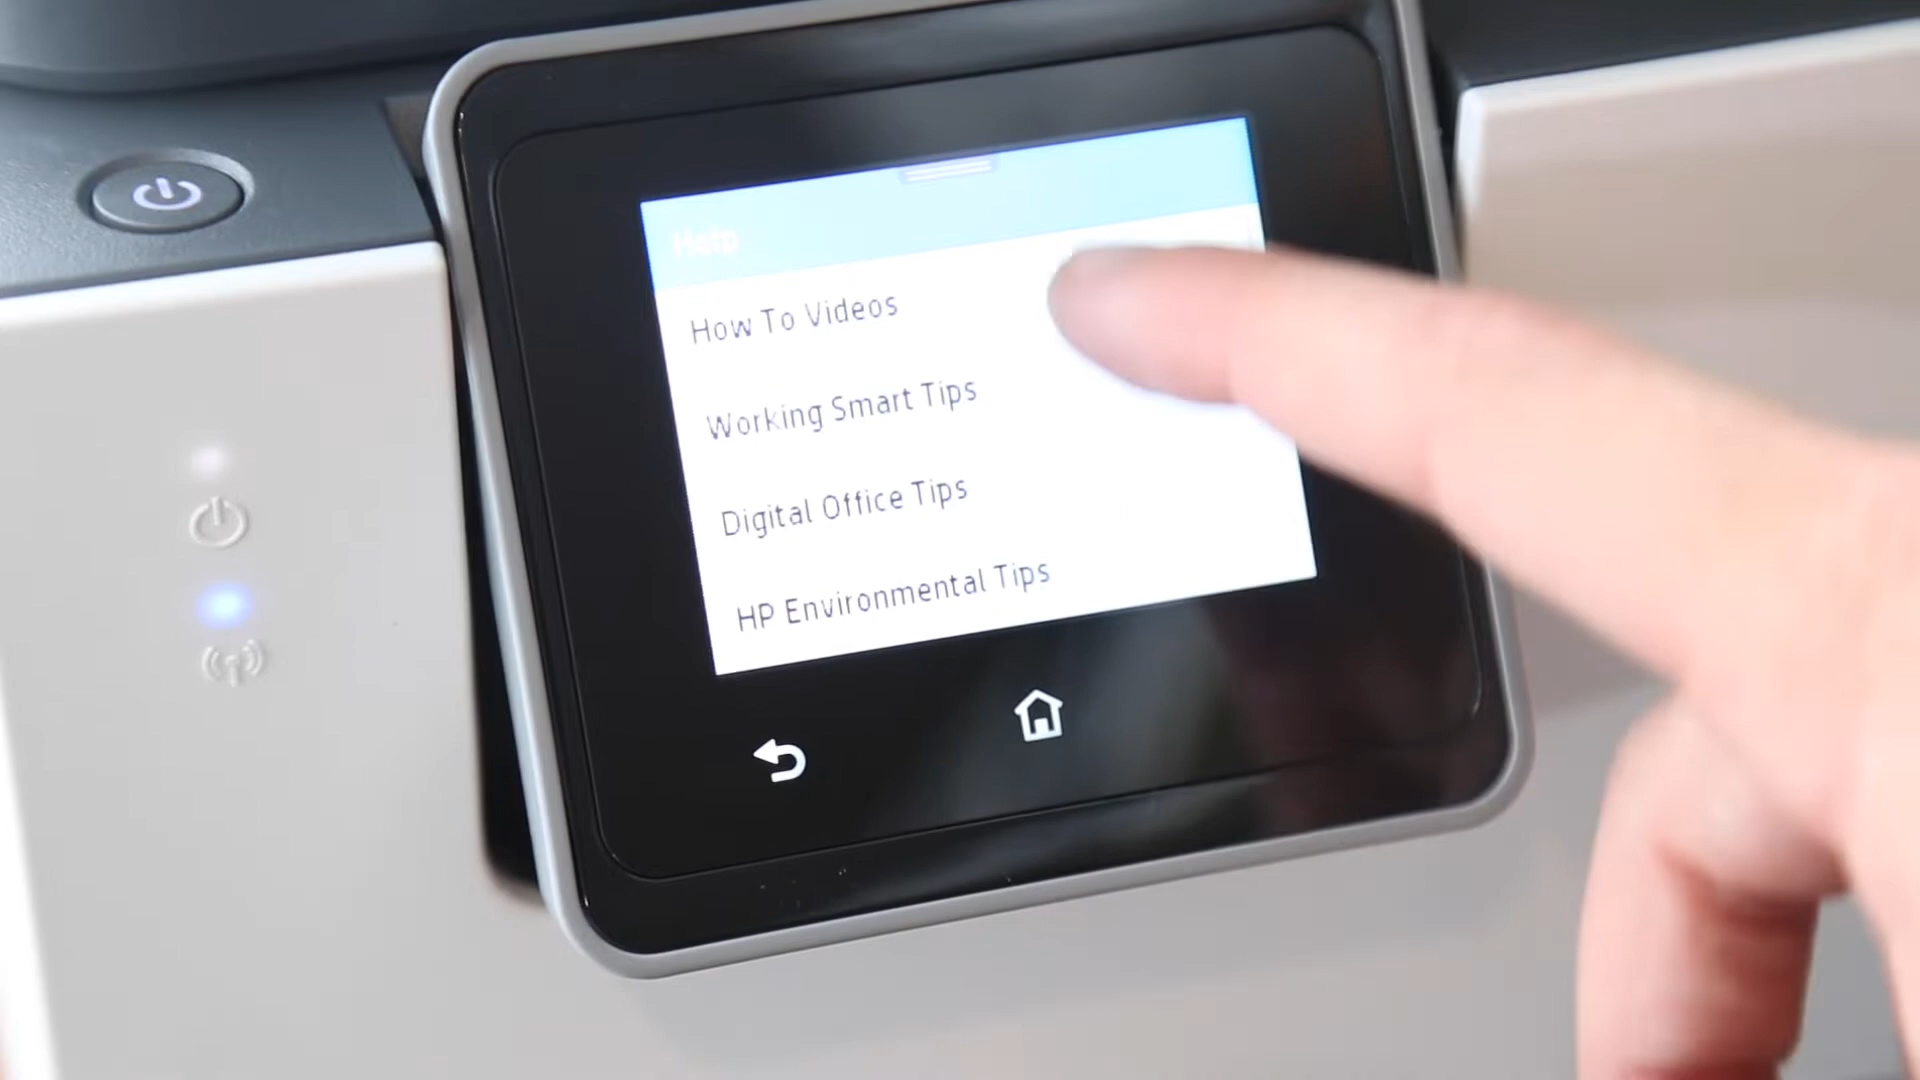 Help
How To Videos
Working Smart Tips
Digital Office Tips
HP Environmental Tips